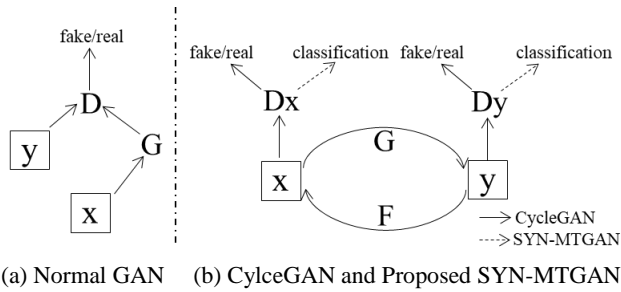 fake/real
D
y
G
x
fake/real classification fake/real classification
Dx Dy
G
x y
F
CycleGAN
SYN-MTGAN
(a) Normal GAN (b) CylceGAN and Proposed SYN-MTGAN